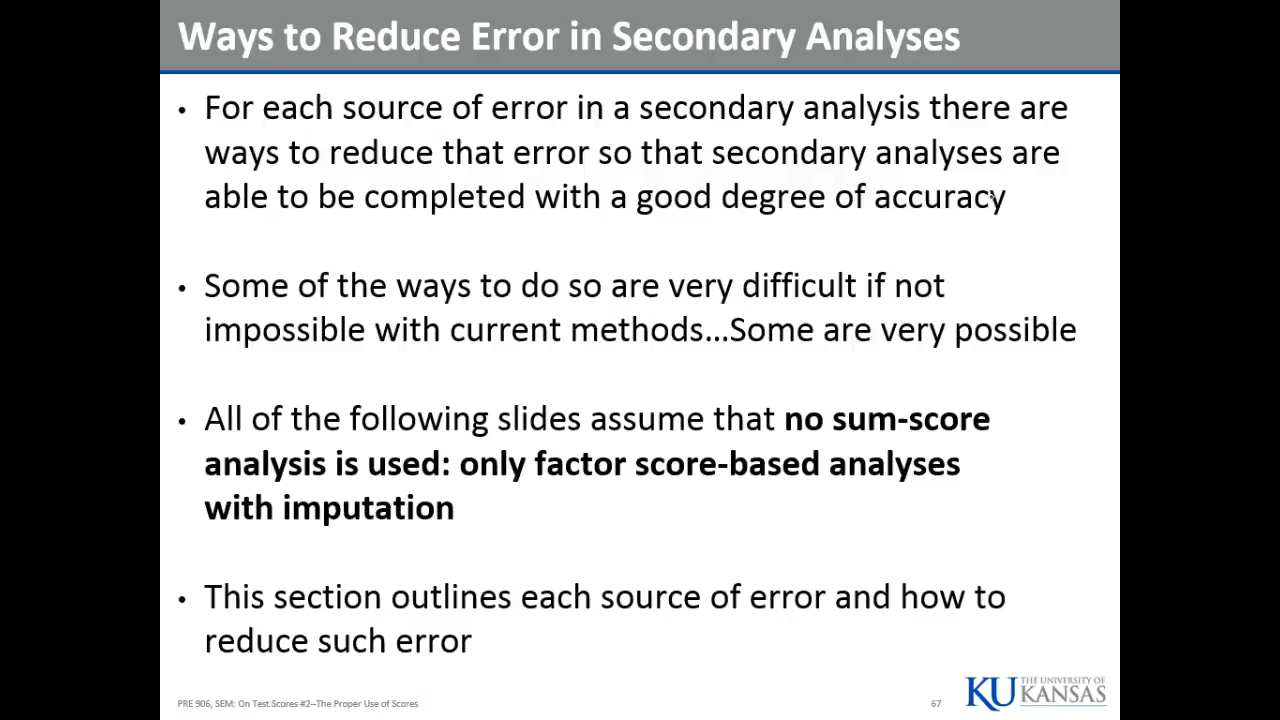 Ways to Reduce Error in Secondary Analyses
• For each source of error in a secondary analysis there are
ways to reduce that error so that secondary analyses are
able to be completed with a good degree of accuracy
• Some of the ways to do so are very difficult if not
impossible with current methods…Some are very possible
• All of the following slides assume that no sum-score
analysis is used: only factor score-based analyses
with imputation
• This section outlines each source of error and how to
reduce such error
PRE 906, SEM: On Test Scores #2--The Proper Use of Scores
67
KU THE UNIVERSITY OF
KANSAS